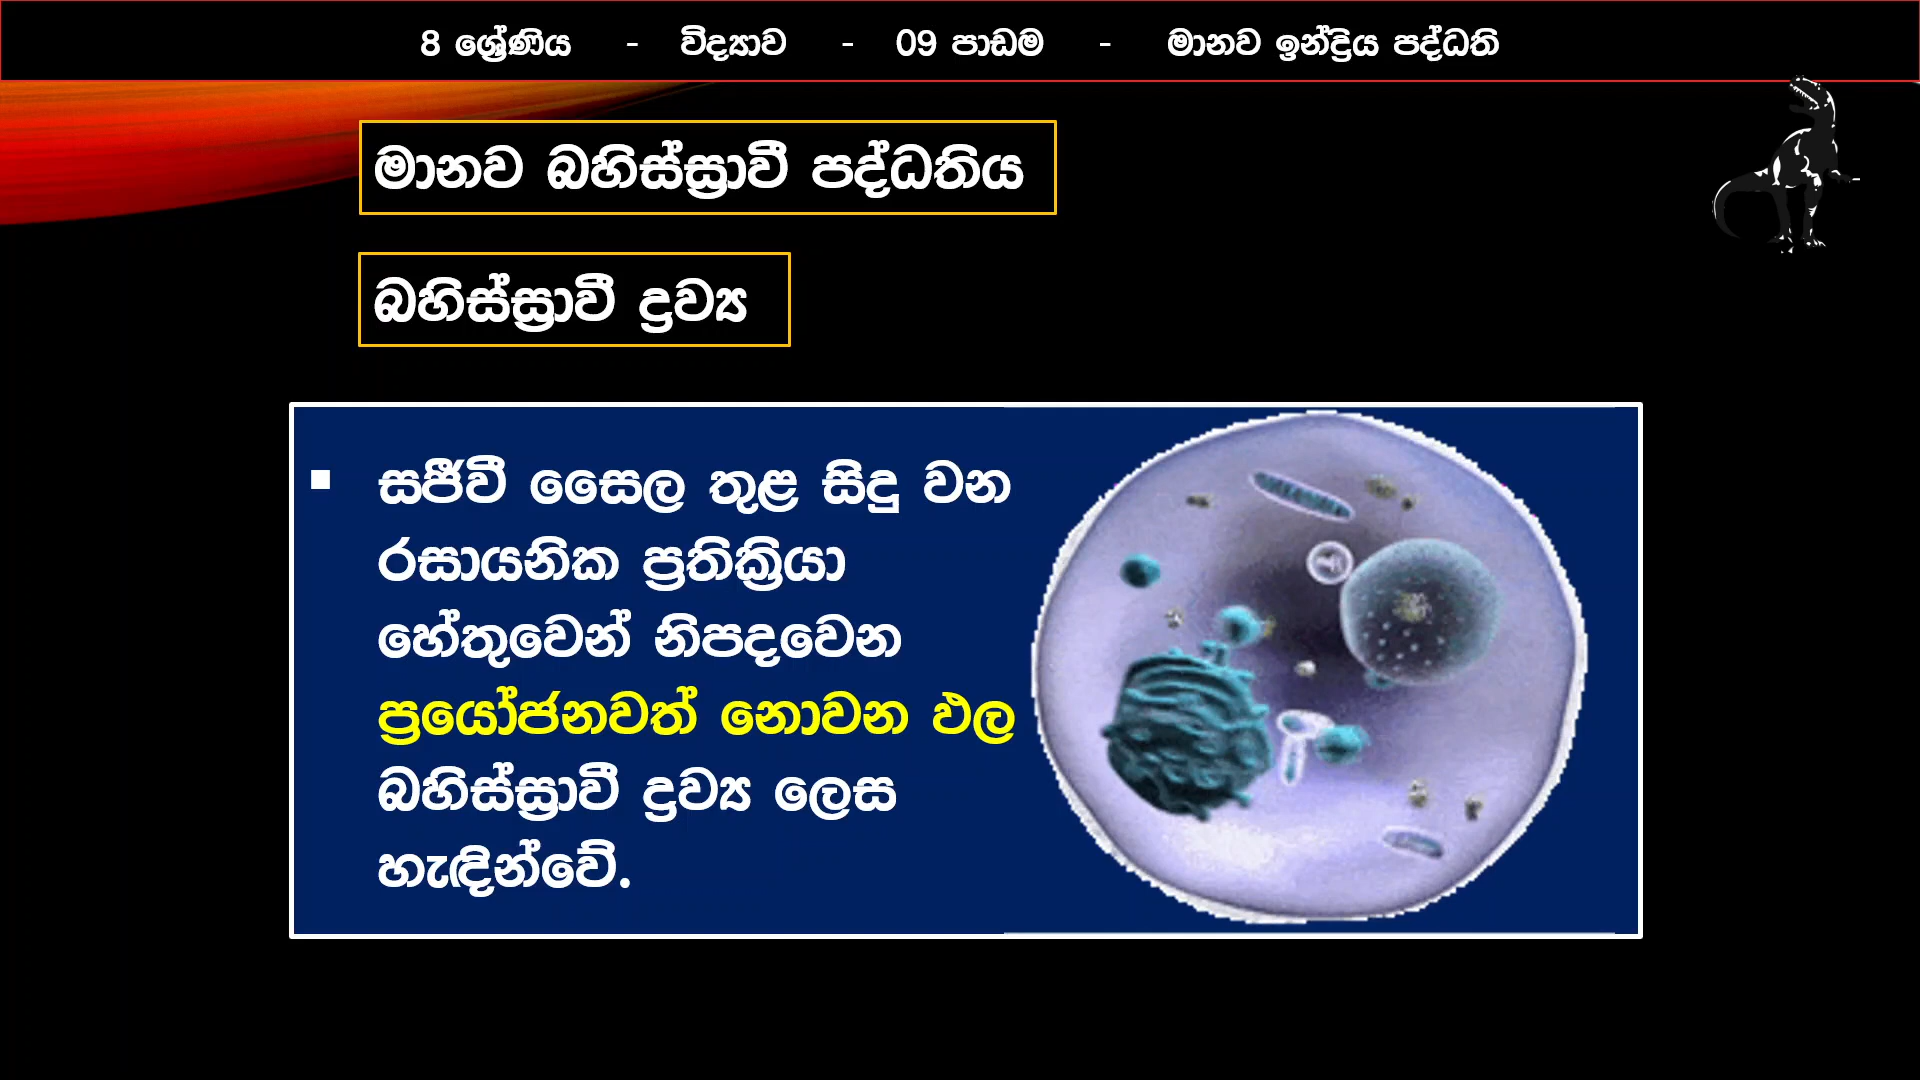 8 ශ්‍රේණිය - විද්‍යාව - 09 පාඩම - මානව ඉන්ද්‍රිය පද්ධති
මානව බහිස්ස්‍රාවී පද්ධතිය
බහිස්ස්‍රාවී ද්‍රව්‍ය
▪ සජීවී සෛල තුළ සිදු වන
රසායනික ප්‍රතික්‍රියා
හේතුවෙන් නිපදවෙන
ප්‍රයෝජනවත් නොවන ඵල
බහිස්ස්‍රාවී ද්‍රව්‍ය ලෙස
හැඳින්වේ.